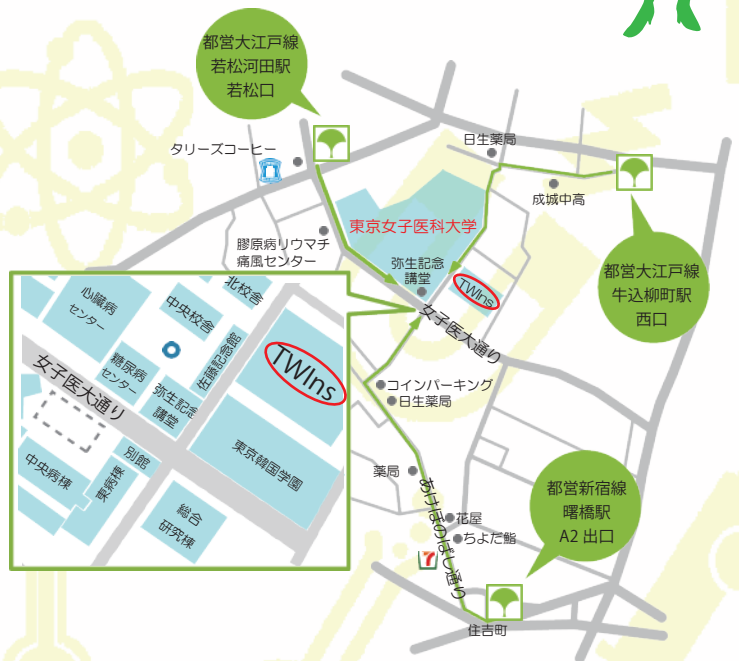 都営大江戸線
若松河田駅
若松口
タリーズコーヒー
日生薬局
成城中高
東京女子医科大学
膠原病リウマチ
痛風センター
弥生記念
講堂
TWIns
都営大江戸線
牛込柳町駅
西口
女子医大通り
コインパーキング
日生薬局
薬局
あけぼのばし通り
花屋
ちよだ鮨
7
都営新宿線
曙橋駅
A2 出口
住吉町
心臓病
センター
中央校舎
北校舎
糖尿病
センター
佐藤記念館
弥生記念
講堂
TWIns
女子医大通り
中央病棟
東病棟
別館
東京韓国学園
総合
研究棟